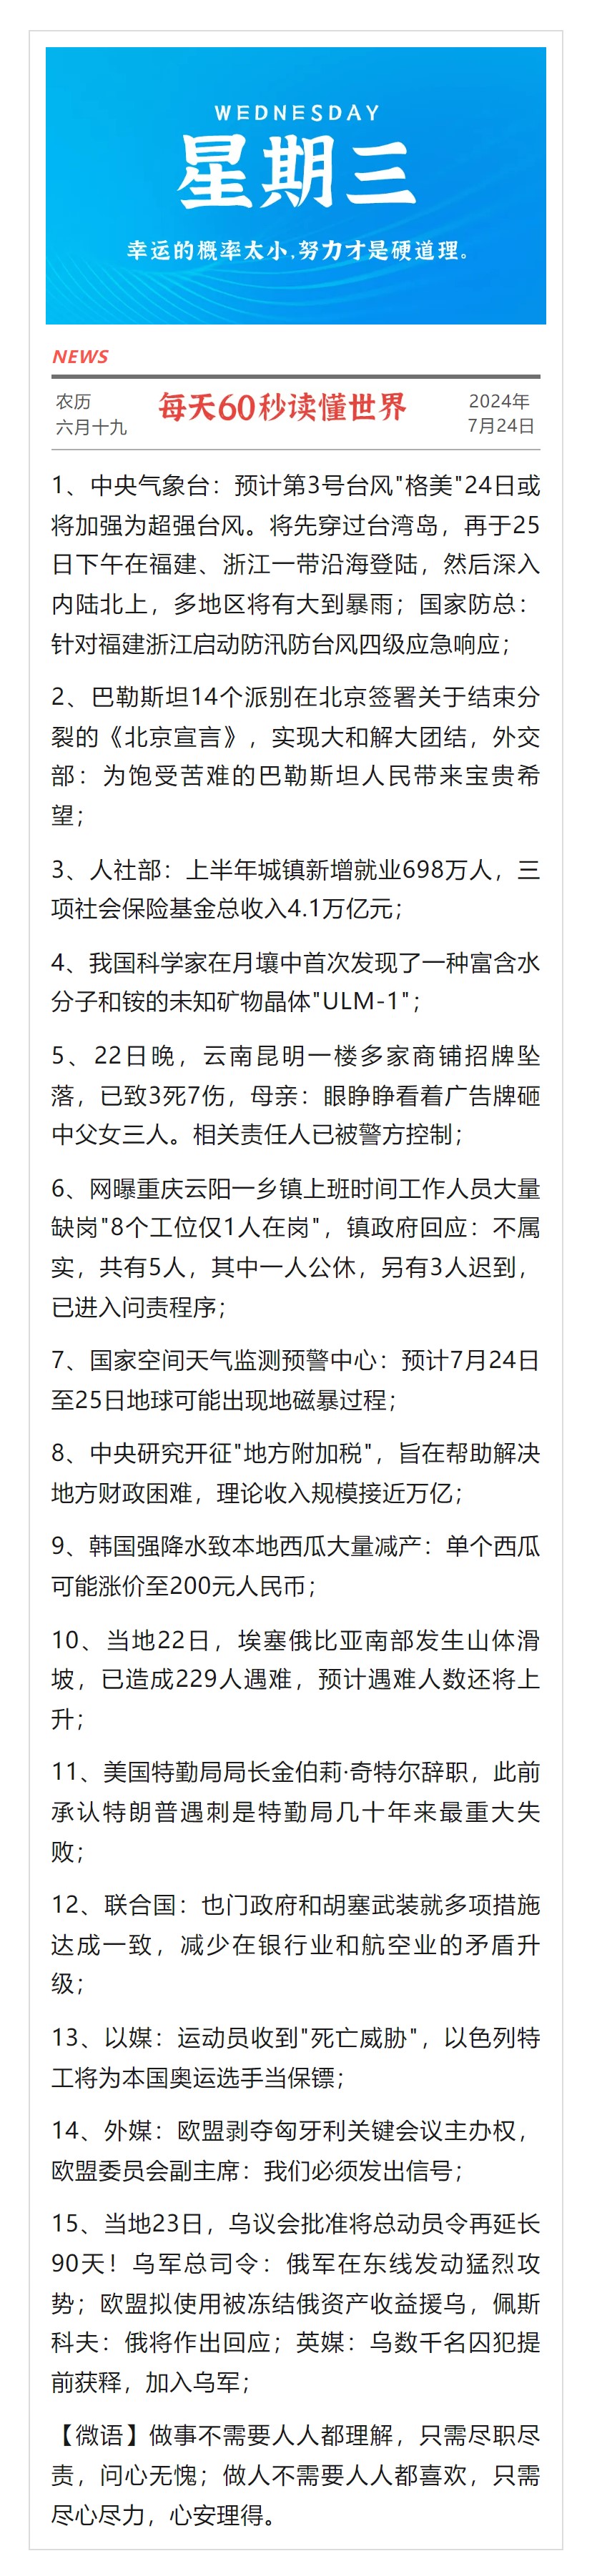 WEDNESDAY
星期三
幸运的概率太小,努力才是硬道理。
NEWS
农历
六月十九
每天60秒读懂世界
2024年
7月24日
1、中央气象台：预计第3号台风"格美"24日或
将加强为超强台风。将先穿过台湾岛，再于25
日下午在福建、浙江一带沿海登陆，然后深入
内陆北上，多地区将有大到暴雨；国家防总：
针对福建浙江启动防汛防台风四级应急响应；
2、巴勒斯坦14个派别在北京签署关于结束分
裂的《北京宣言》，实现大和解大团结，外交
部：为饱受苦难的巴勒斯坦人民带来宝贵希
望；
3、人社部：上半年城镇新增就业698万人，三
项社会保险基金总收入4.1万亿元；
4、我国科学家在月壤中首次发现了一种富含水
分子和铵的未知矿物晶体"ULM-1"；
5、22日晚，云南昆明一楼多家商铺招牌坠
落，已致3死7伤，母亲：眼睁睁看着广告牌砸
中父女三人。相关责任人已被警方控制；
6、网曝重庆云阳一乡镇上班时间工作人员大量
缺岗"8个工位仅1人在岗"，镇政府回应：不属
实，共有5人，其中一人公休，另有3人迟到，
已进入问责程序；
7、国家空间天气监测预警中心：预计7月24日
至25日地球可能出现地磁暴过程；
8、中央研究开征"地方附加税"，旨在帮助解决
地方财政困难，理论收入规模接近万亿；
9、韩国强降水致本地西瓜大量减产：单个西瓜
可能涨价至200元人民币；
10、当地22日，埃塞俄比亚南部发生山体滑
坡，已造成229人遇难，预计遇难人数还将上
升；
11、美国特勤局局长金伯莉·奇特尔辞职，此前
承认特朗普遇刺是特勤局几十年来最重大失
败；
12、联合国：也门政府和胡塞武装就多项措施
达成一致，减少在银行业和航空业的矛盾升
级；
13、以媒：运动员收到"死亡威胁"，以色列特
工将为本国奥运选手当保镖；
14、外媒：欧盟剥夺匈牙利关键会议主办权，
欧盟委员会副主席：我们必须发出信号；
15、当地23日，乌议会批准将总动员令再延长
90天！乌军总司令：俄军在东线发动猛烈攻
势；欧盟拟使用被冻结俄资产收益援乌，佩斯
科夫：俄将作出回应；英媒：乌数千名囚犯提
前获释，加入乌军；
【微语】做事不需要人人都理解，只需尽职尽
责，问心无愧；做人不需要人人都喜欢，只需
尽心尽力，心安理得。